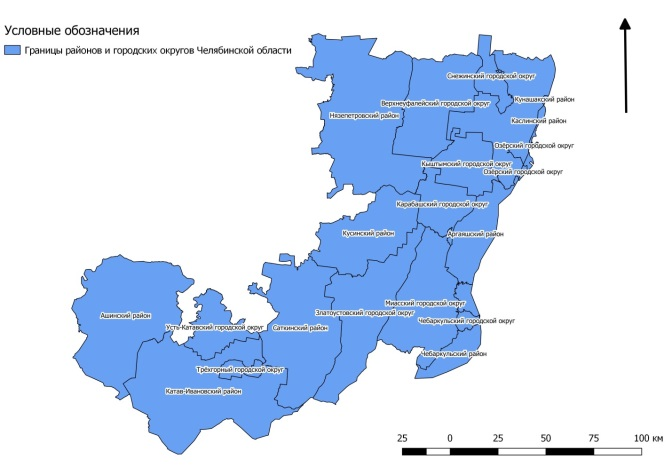 Условные обозначения
Границы районов и городских округов Челябинской области
Снежинский городской округ
Верхнеуфалейский городской округ
Кунашакский район
Нязепетровский район
Каслинский район
Озёрский городской округ
Кыштымский городской округ
Озёрский городской округ
Карабашский городской округ
Кусинский район
Аргаяшский район
Миасский городской округ
Ашинский район
Златоустовский городской округ
Чебаркульский городской округ
Усть-Катавский городской округ
Саткинский район
Чебаркульский район
Трёхгорный городской округ
Катав-Ивановский район
25 0 25 50 75 100 км